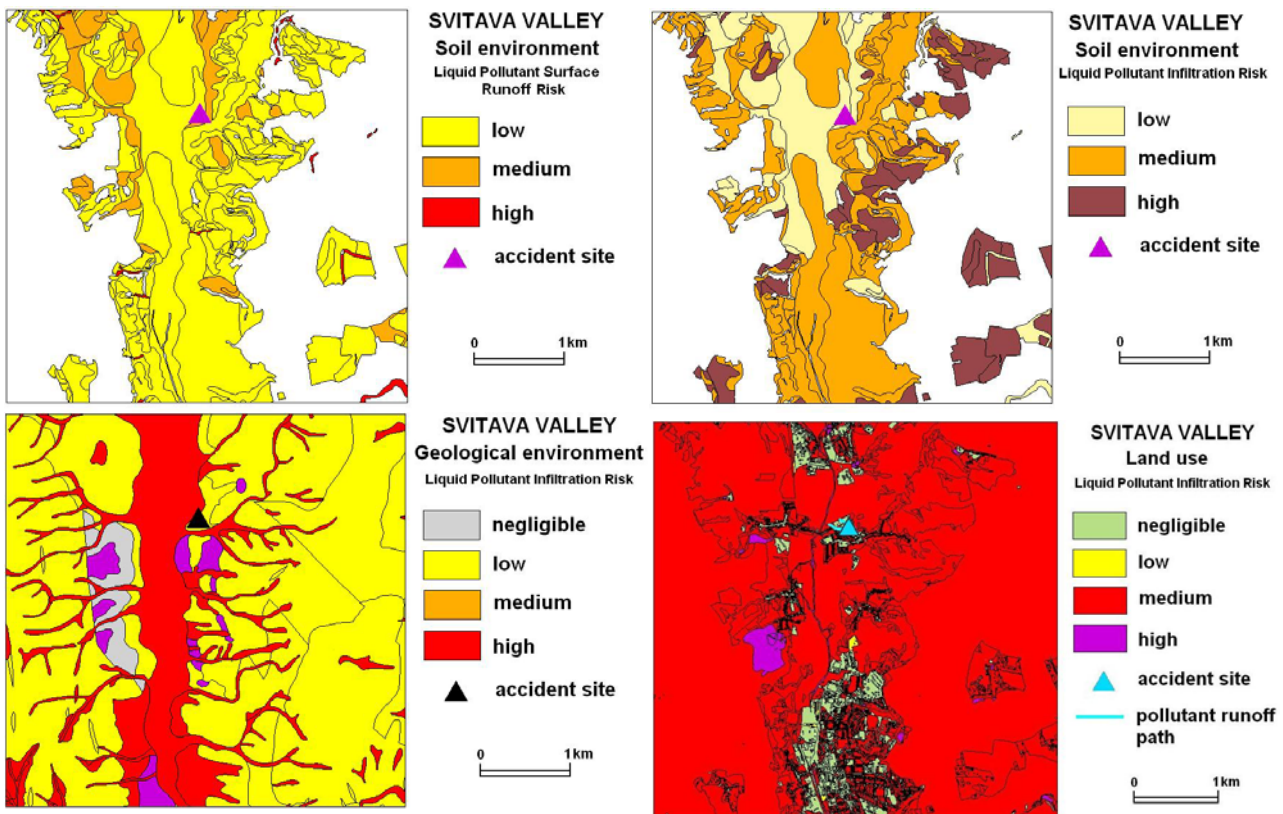 SVITAVA VALLEY
Soil environment
Liquid Pollutant Surface
Runoff Risk
low
medium
high
accident site
0 1km
SVITAVA VALLEY
Soil environment
Liquid Pollutant Infiltration Risk
low
medium
high
accident site
0 1km
SVITAVA VALLEY
Geological environment
Liquid Pollutant Infiltration Risk
negligible
low
medium
high
accident site
0 1km
SVITAVA VALLEY
Land use
Liquid Pollutant Infiltration Risk
negligible
low
medium
high
accident site
pollutant runoff
path
0 1km